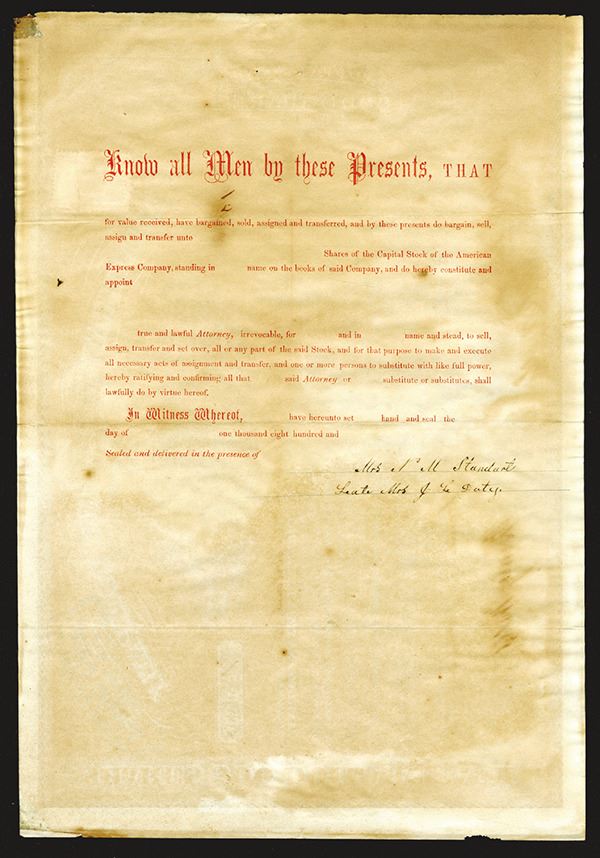 Know all Men by these Presents, THAT
I
for value received, have bargained, sold, assigned and transferred, and by these presents do bargain, sell,
assign and transfer unto
Shares of the Capital Stock of the American
Express Company, standing in name on the books of said Company, and do hereby constitute and
appoint
true and lawful Attorney, irrevocable, for and in name and stead, to sell,
assign, transfer and set over, all or any part of the said Stock, and for that purpose to make and execute
all necessary acts of assignment and transfer, and one or more persons to substitute with like full power,
hereby ratifying and confirming all that said Attorney or substitute or substitutes, shall
lawfully do by virtue hereof.
In Witness Whereof, have hereunto set hand and seal the
day of one thousand eight hundred and
Sealed and delivered in the presence of
Mrs N M Standart
Late Mrs J L Doty